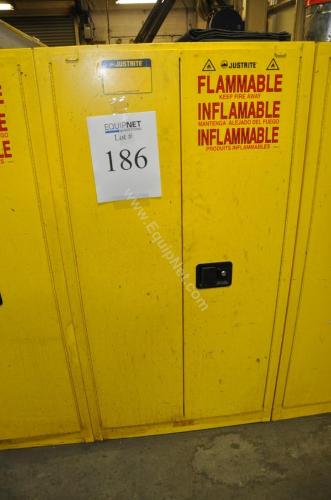 JUSTRITE
EQUIPNET
Lot #
186
JUSTRITE
FLAMMABLE
KEEP FIRE AWAY
INFLAMABLE
MANTENGA ALEJADO DEL FUEGO
INFLAMMABLE
PRODUITS INFLAMMABLES
www.EquipNet.com